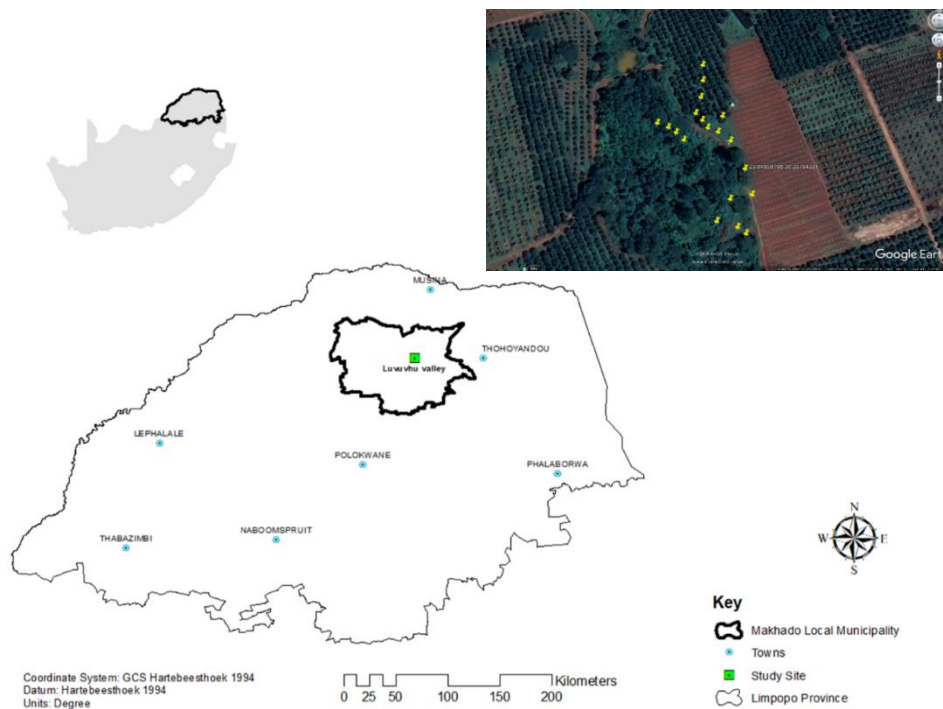 Google Eart
MUSINA
THOHOYANDOU
Luvuvhu valley
LEPHALALE
POLOKWANE
PHALABORWA
NABOOMSPRUIT
THABAZIMBI
N
W
E
S
Key
Makhado Local Municipality
Towns
Study Site
Limpopo Province
Coordinate System: GCS Hartebeesthoek 1994
Datum: Hartebeesthoek 1994
Units: Degree
Kilometers
0 25 50 100 150 200